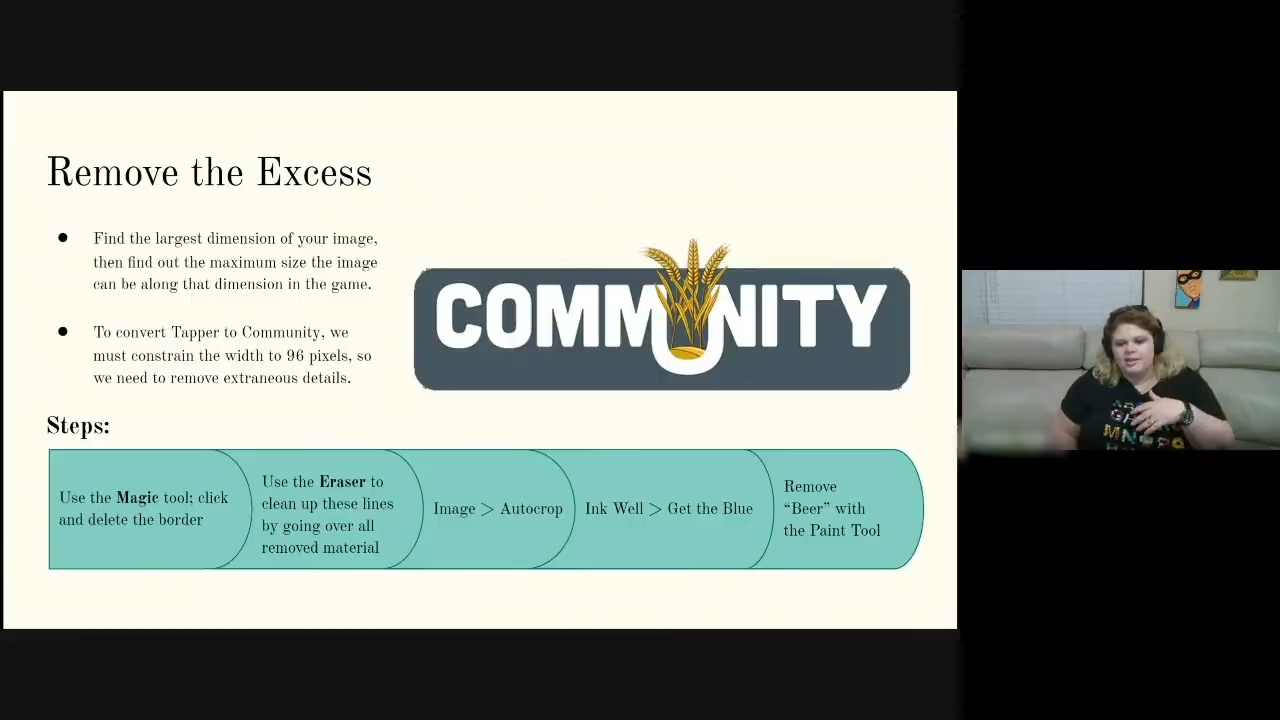 Remove the Excess
● Find the largest dimension of your image,
then find out the maximum size the image
can be along that dimension in the game.
● To convert Tapper to Community, we
must constrain the width to 96 pixels, so
we need to remove extraneous details.
COMMUNITY
Steps:
Use the Magic tool; click
and delete the border
Use the Eraser to
clean up these lines
by going over all
removed material
Image > Autocrop
Ink Well > Get the Blue
Remove
“Beer” with
the Paint Tool